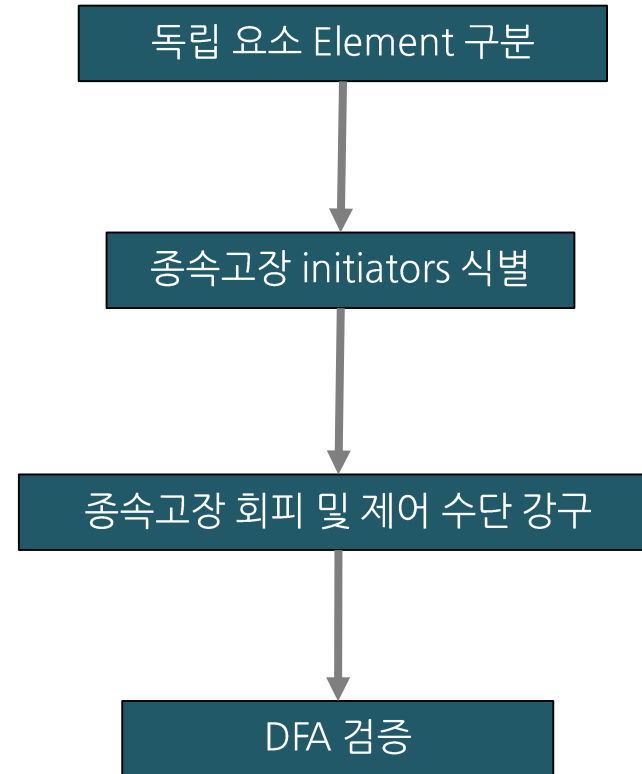 독립 요소 Element 구분
종속고장 initiators 식별
종속고장 회피 및 제어 수단 강구
DFA 검증